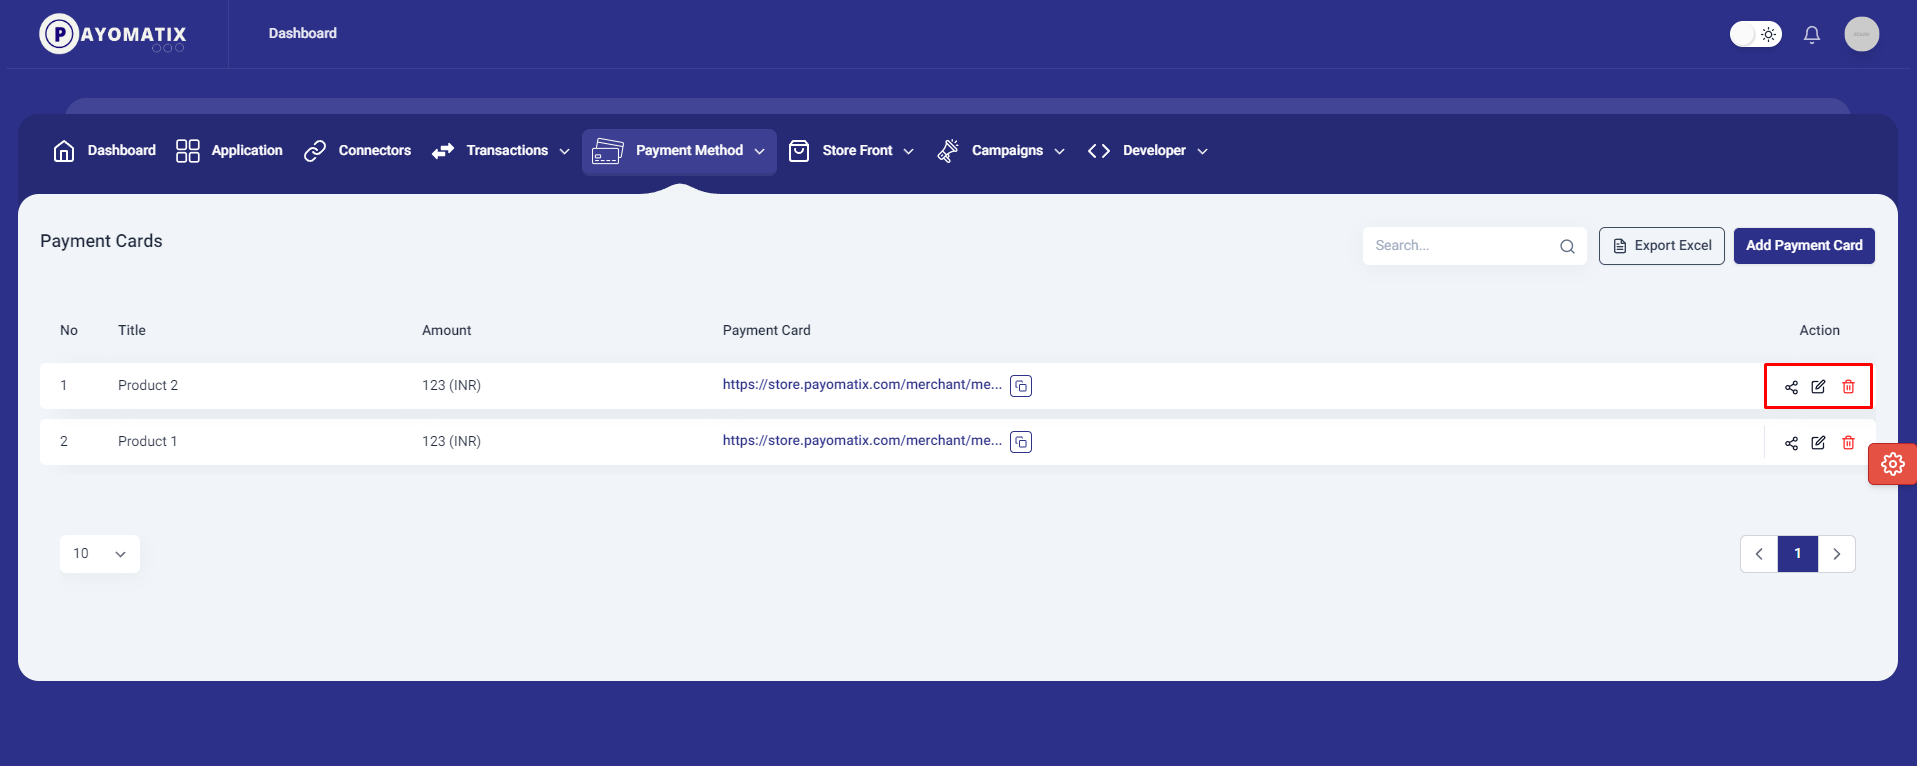 PAYOMATIX
Dashboard
Dashboard Application Connectors Transactions Payment Method Store Front Campaigns Developer
Payment Cards
Search...
Export Excel
Add Payment Card
No Title Amount Payment Card Action
1 Product 2 123 (INR) https://store.payomatix.com/merchant/me...
2 Product 1 123 (INR) https://store.payomatix.com/merchant/me...
10
1